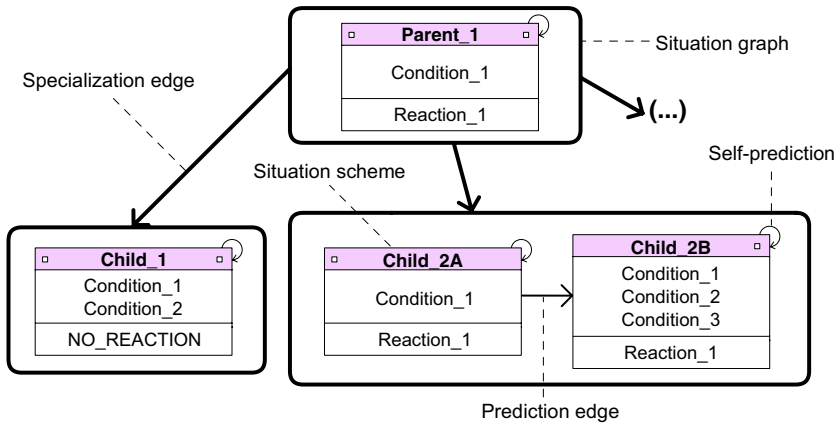 Parent_1
Condition_1
Reaction_1
Situation graph
Specialization edge
(...)
Self-prediction
Situation scheme
Child_1
Condition_1
Condition_2
NO_REACTION
Child_2A
Condition_1
Reaction_1
Child_2B
Condition_1
Condition_2
Condition_3
Reaction_1
Prediction edge